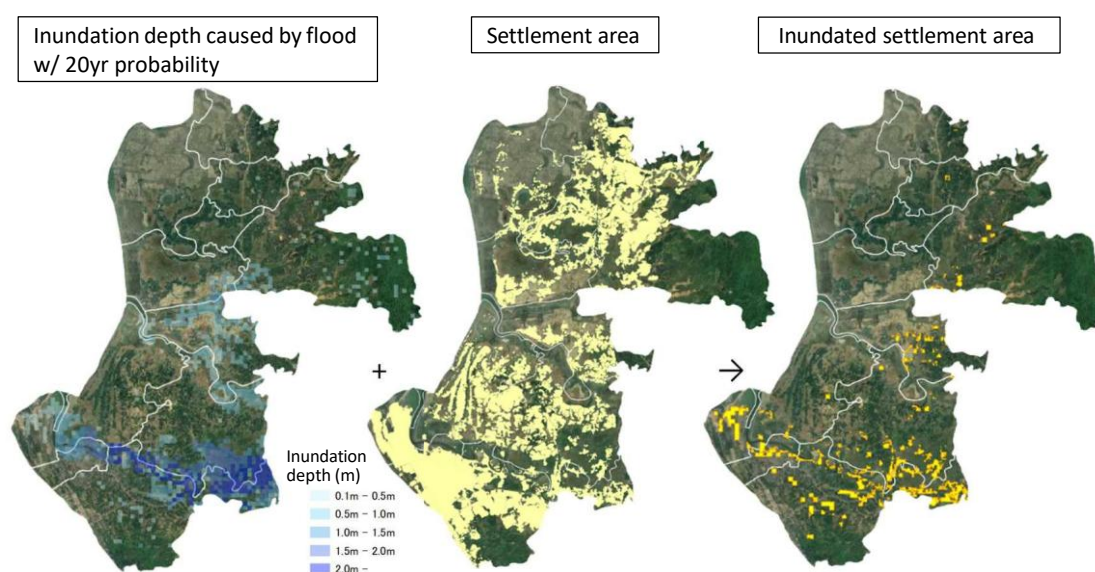 Inundation depth caused by flood
w/ 20yr probability
Settlement area
Inundated settlement area
+
→
Inundation
depth (m)
0.1m – 0.5m
0.5m – 1.0m
1.0m – 1.5m
1.5m – 2.0m
2.0m –